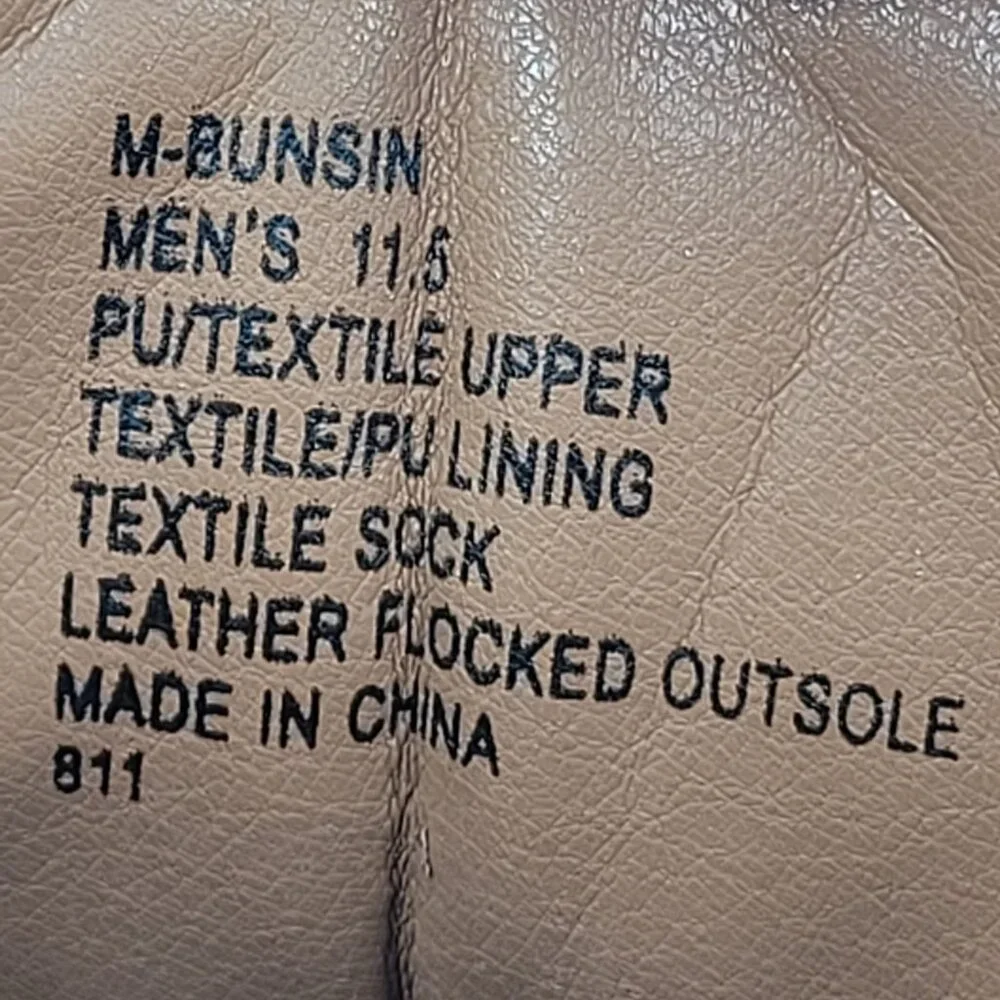 M-BUNSIN
MEN'S 11.5
PU/TEXTILE UPPER
TEXTILE/PU LINING
TEXTILE SOCK
LEATHER FLOCKED OUTSOLE
MADE IN CHINA
811